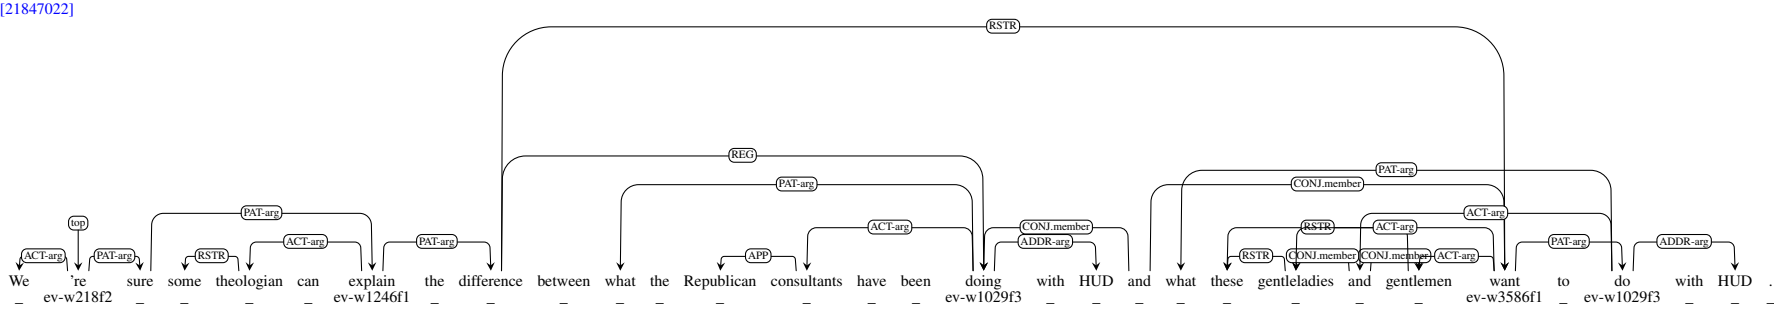 [21847022]
RSTR
REG
PAT-arg
PAT-arg CONJ.member
top PAT-arg ACT-arg
ACT-arg CONJ.member RSTR ACT-arg
ACT-arg PAT-arg ADDR-arg PAT-arg ADDR-arg
ACT-arg PAT-arg RSTR APP RSTR CONJ.member CONJ.member ACT-arg
We 're sure some theologian can explain the difference between what the Republican consultants have been doing with HUD and what these gentleladies and gentlemen want to do with HUD .
_ ev-w218f2 _ _ _ _ ev-w1246f1 _ _ _ _ _ _ _ _ _ ev-w1029f3 _ _ _ _ _ _ _ _ ev-w3586f1 _ ev-w1029f3 _ _ _